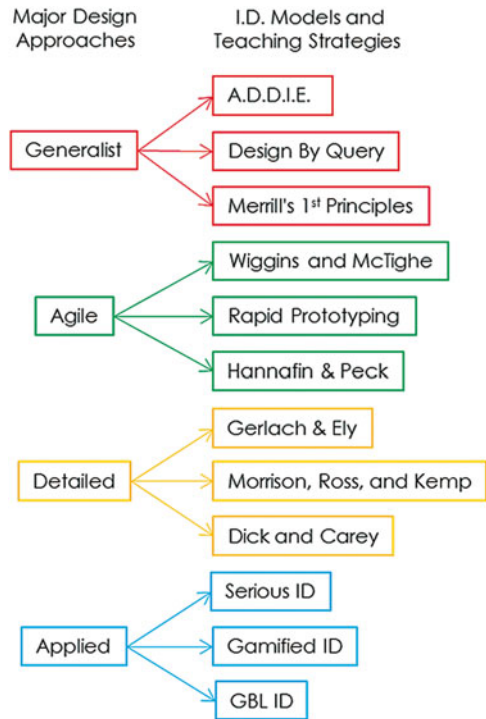 Major Design
Approaches
I.D. Models and
Teaching Strategies
Generalist
A.D.D.I.E.
Design By Query
Merrill's 1st Principles
Agile
Wiggins and McTighe
Rapid Prototyping
Hannafin & Peck
Detailed
Gerlach & Ely
Morrison, Ross, and Kemp
Dick and Carey
Applied
Serious ID
Gamified ID
GBL ID